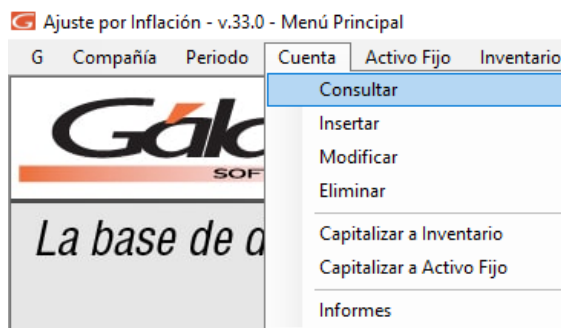 G Ajuste por Inflación - v.33.0 - Menú Principal
G Compañía Periodo Cuenta Activo Fijo Inventario
Consultar
Insertar
Modificar
Eliminar
Capitalizar a Inventario
Capitalizar a Activo Fijo
Informes
La base de